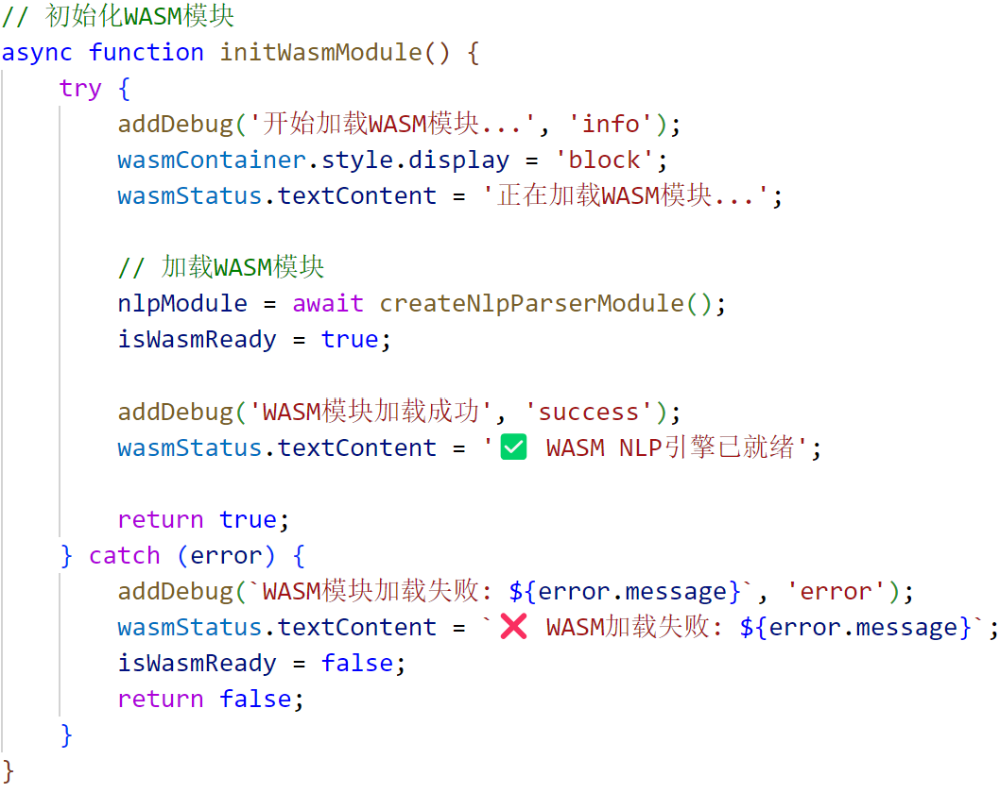 // 初始化WASM模块
async function initWasmModule() {
    try {
        addDebug('开始加载WASM模块...', 'info');
        wasmContainer.style.display = 'block';
        wasmStatus.textContent = '正在加载WASM模块...';

        // 加载WASM模块
        nlpModule = await createNlpParserModule();
        isWasmReady = true;

        addDebug('WASM模块加载成功', 'success');
        wasmStatus.textContent = '✅ WASM NLP引擎已就绪';

        return true;
    } catch (error) {
        addDebug(`WASM模块加载失败: ${error.message}`, 'error');
        wasmStatus.textContent = `❌ WASM加载失败: ${error.message}`;
        isWasmReady = false;
        return false;
    }
}